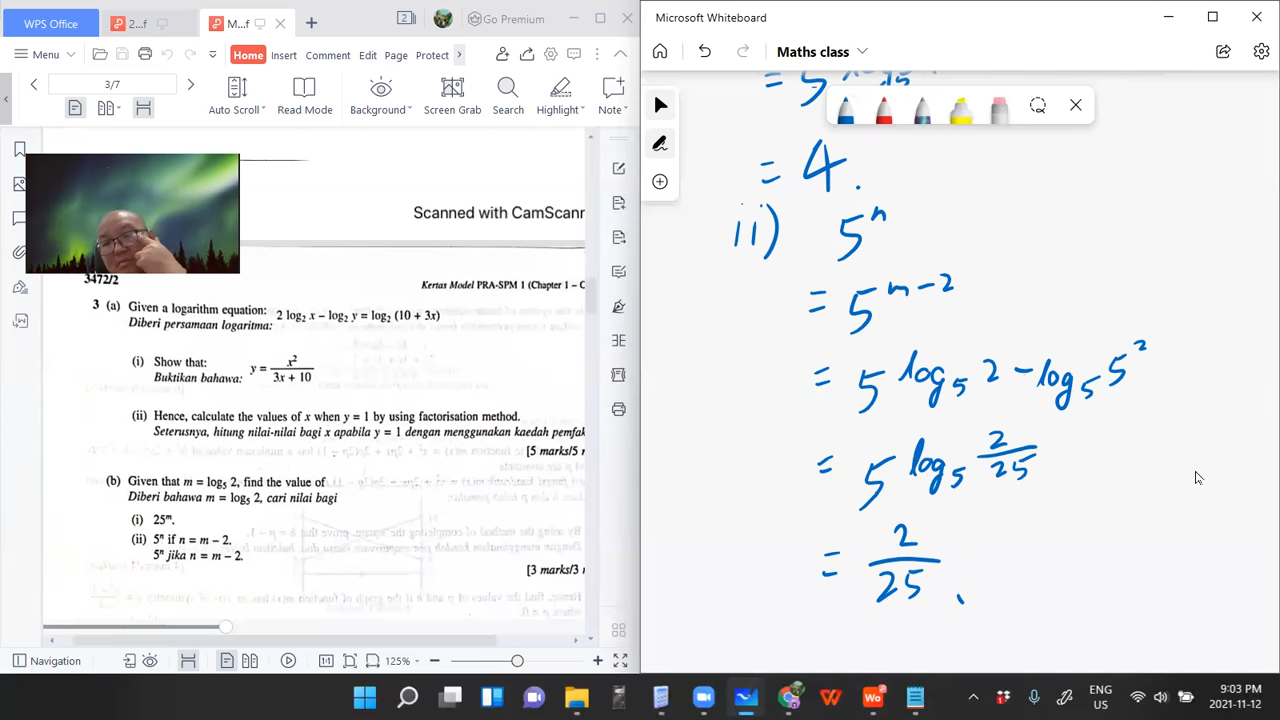 WPS Office
2...f
M...f
2
Go Premium
Menu
Home Insert Comment Edit Page Protect
3/7
Auto Scroll Read Mode Background Screen Grab Search Highlight Note
Scanned with CamScann
3472/2
Kertas Model PRA-SPM 1 (Chapter 1 – C
3 (a) Given a logarithm equation: 2 log₂ x – log₂ y = log₂ (10 + 3x)
Diberi persamaan logaritma:
(i) Show that: y = x²/(3x + 10)
Buktikan bahawa:
(ii) Hence, calculate the values of x when y = 1 by using factorisation method.
Seterusnya, hitung nilai-nilai bagi x apabila y = 1 dengan menggunakan kaedah pemfak
[5 marks/5
(b) Given that m = log₅ 2, find the value of
Diberi bahawa m = log₅ 2, cari nilai bagi
(i) 25ᵐ.
(ii) 5ⁿ if n = m – 2.
5ⁿ jika n = m – 2.
[3 marks/3
Navigation
1:1
125%
Microsoft Whiteboard
Maths class
= 4.
ii) 5ⁿ
= 5^(m – 2)
= 5^(log₅ 2 – log₅ 5²)
= 5^(log₅ 2/25)
= 2/25
ENG
US
9:03 PM
2021-11-12